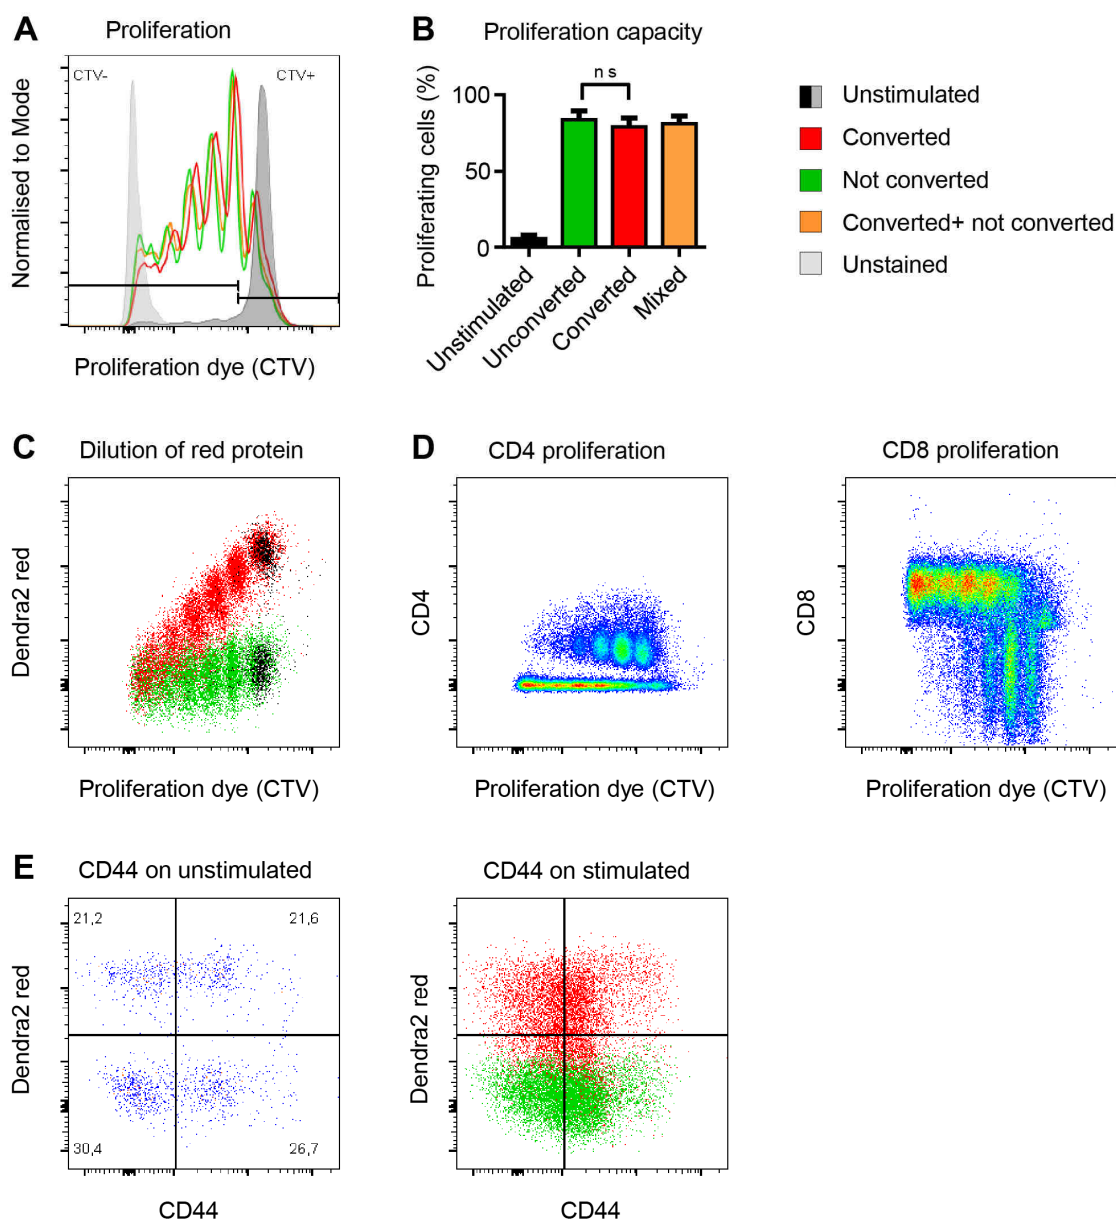 A
Proliferation
CTV-
CTV+
Normalised to Mode
Proliferation dye (CTV)
B
Proliferation capacity
n s
Proliferating cells (%)
100
50
0
Unstimulated
Unconverted
Converted
Mixed
Unstimulated
Converted
Not converted
Converted+ not converted
Unstained
C
Dilution of red protein
Dendra2 red
Proliferation dye (CTV)
D
CD4 proliferation
CD4
Proliferation dye (CTV)
CD8 proliferation
CD8
Proliferation dye (CTV)
E
CD44 on unstimulated
21,2
21,6
Dendra2 red
30,4
26,7
CD44
CD44 on stimulated
Dendra2 red
CD44